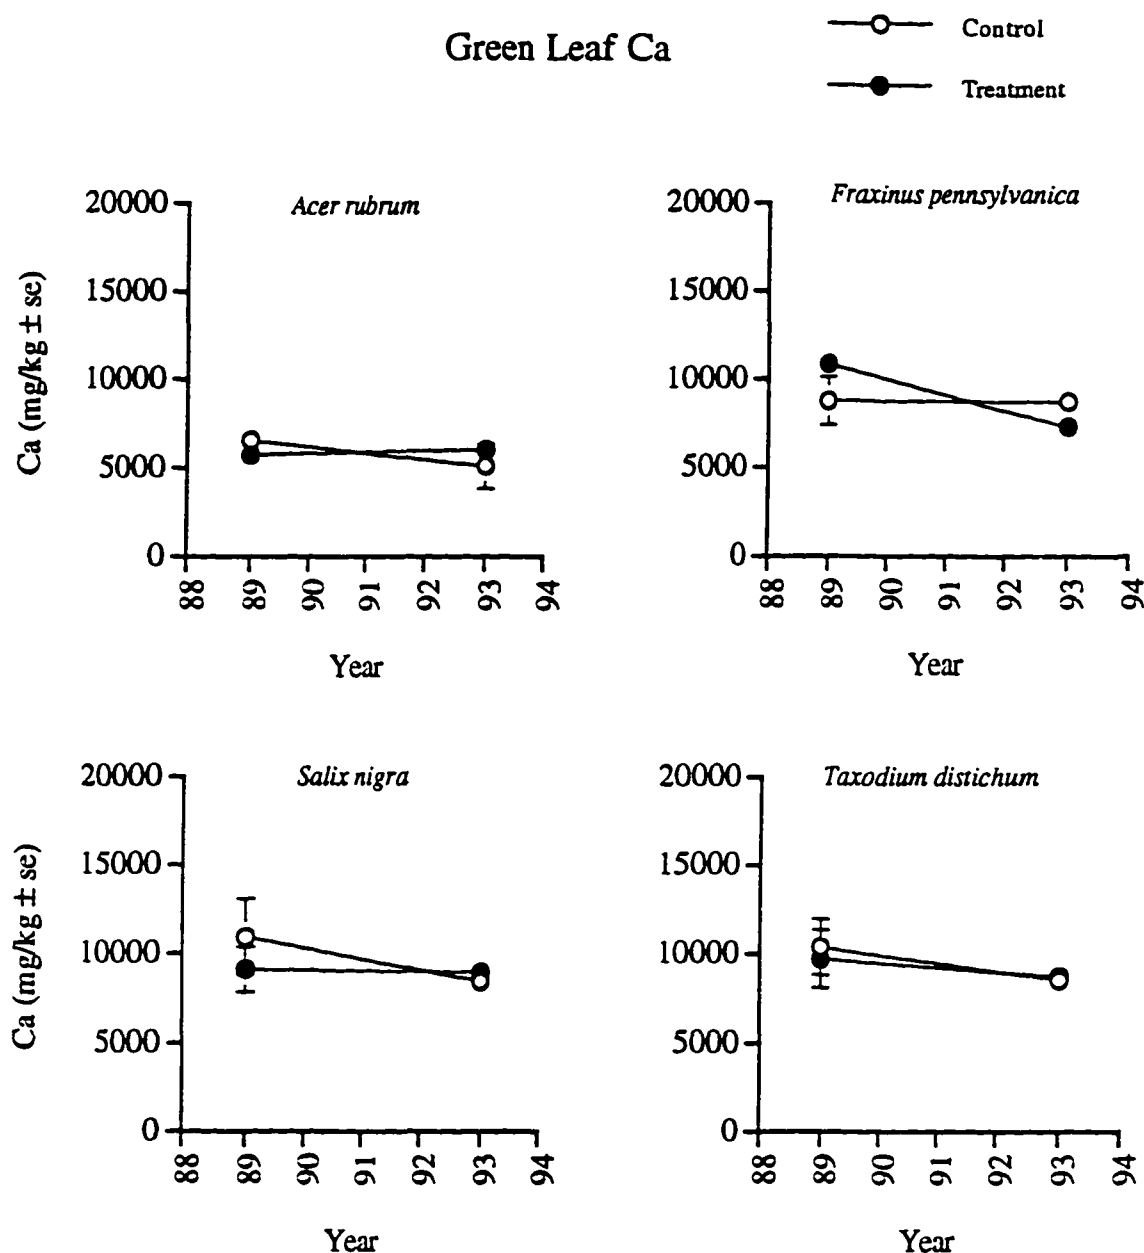 Green Leaf Ca
Control
Treatment
Acer rubrum
20000
15000
10000
5000
0
Ca (mg/kg ± se)
88 89 90 91 92 93 94
Year
Fraxinus pennsylvanica
20000
15000
10000
5000
0
88 89 90 91 92 93 94
Year
Salix nigra
20000
15000
10000
5000
0
Ca (mg/kg ± se)
88 89 90 91 92 93 94
Year
Taxodium distichum
20000
15000
10000
5000
0
88 89 90 91 92 93 94
Year